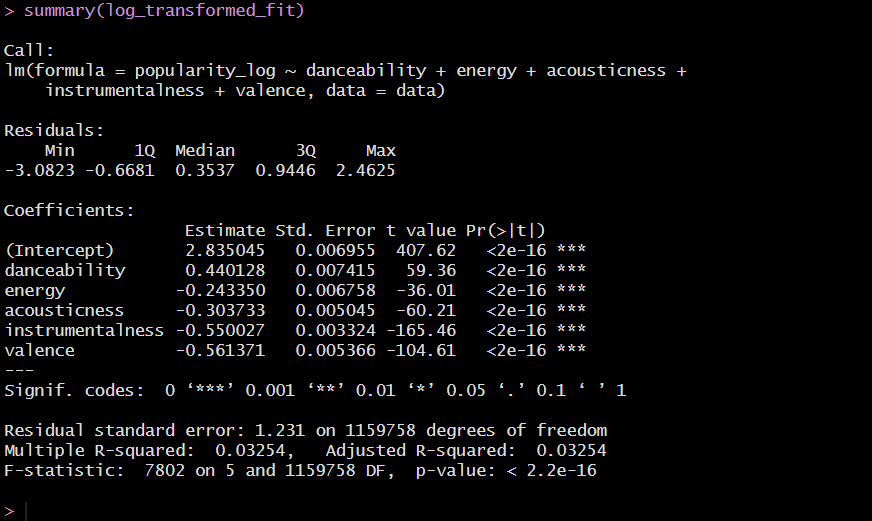 > summary(log_transformed_fit)
Call:
lm(formula = popularity_log ~ danceability + energy + acousticness +
    instrumentalness + valence, data = data)
Residuals:
    Min      1Q  Median      3Q     Max
-3.0823 -0.6681  0.3537  0.9446  2.4625
Coefficients:
                  Estimate Std. Error t value Pr(>|t|)
(Intercept)       2.835045   0.006955  407.62   <2e-16 ***
danceability      0.440128   0.007415   59.36   <2e-16 ***
energy           -0.243350   0.006758  -36.01   <2e-16 ***
acousticness     -0.303733   0.005045  -60.21   <2e-16 ***
instrumentalness -0.550027   0.003324 -165.46   <2e-16 ***
valence          -0.561371   0.005366 -104.61   <2e-16 ***
---
Signif. codes:  0 ‘***’ 0.001 ‘**’ 0.01 ‘*’ 0.05 ‘.’ 0.1 ‘ ’ 1
Residual standard error: 1.231 on 1159758 degrees of freedom
Multiple R-squared:  0.03254,	Adjusted R-squared:  0.03254
F-statistic:  7802 on 5 and 1159758 DF,  p-value: < 2.2e-16
>